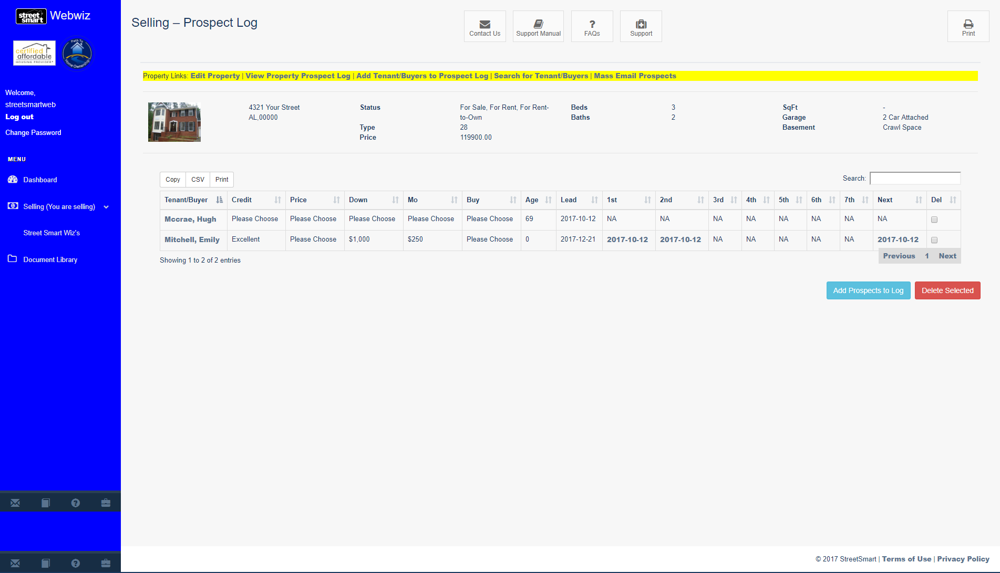 street smart Webwiz
certified affordable HOUSING PROVIDER
Path To Home Ownership
Welcome,
streetsmartweb
Log out
Change Password
MENU
Dashboard
Selling (You are selling)
Street Smart Wiz's
Document Library
Selling – Prospect Log
Contact Us
Support Manual
FAQs
Support
Print
Property Links: Edit Property | View Property Prospect Log | Add Tenant/Buyers to Prospect Log | Search for Tenant/Buyers | Mass Email Prospects
4321 Your Street
AL,00000
Status For Sale, For Rent, For Rent-
to-Own
Type 28
Price 119900.00
Beds 3
Baths 2
SqFt -
Garage 2 Car Attached
Basement Crawl Space
Copy CSV Print
Search:
Tenant/Buyer Credit Price Down Mo Buy Age Lead 1st 2nd 3rd 4th 5th 6th 7th Next Del
Mccrae, Hugh Please Choose Please Choose Please Choose Please Choose Please Choose 69 2017-10-12 NA NA NA NA NA NA NA NA
Mitchell, Emily Excellent Please Choose $1,000 $250 Please Choose 0 2017-12-21 2017-10-12 2017-10-12 NA NA NA NA NA 2017-10-12
Showing 1 to 2 of 2 entries
Previous 1 Next
Add Prospects to Log Delete Selected
© 2017 StreetSmart | Terms of Use | Privacy Policy